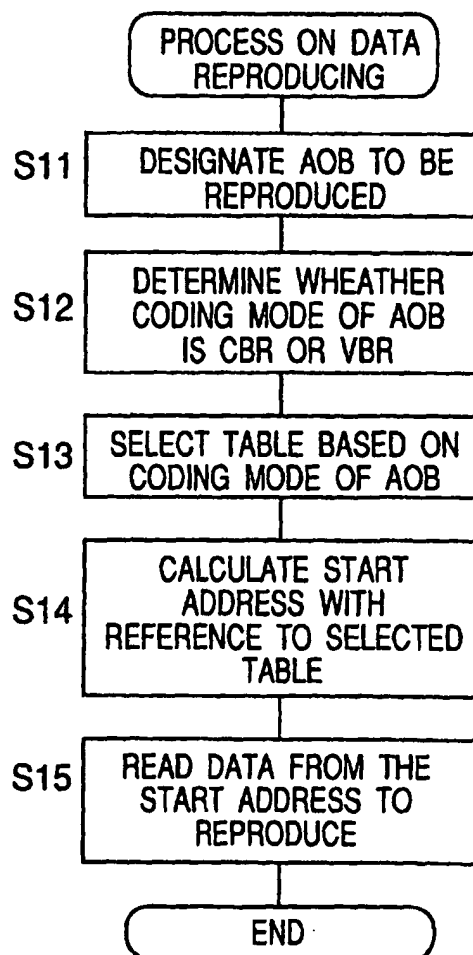 PROCESS ON DATA
REPRODUCING
S11
DESIGNATE AOB TO BE
REPRODUCED
S12
DETERMINE WHEATHER
CODING MODE OF AOB
IS CBR OR VBR
S13
SELECT TABLE BASED ON
CODING MODE OF AOB
S14
CALCULATE START
ADDRESS WITH
REFERENCE TO SELECTED
TABLE
S15
READ DATA FROM THE
START ADDRESS TO
REPRODUCE
END